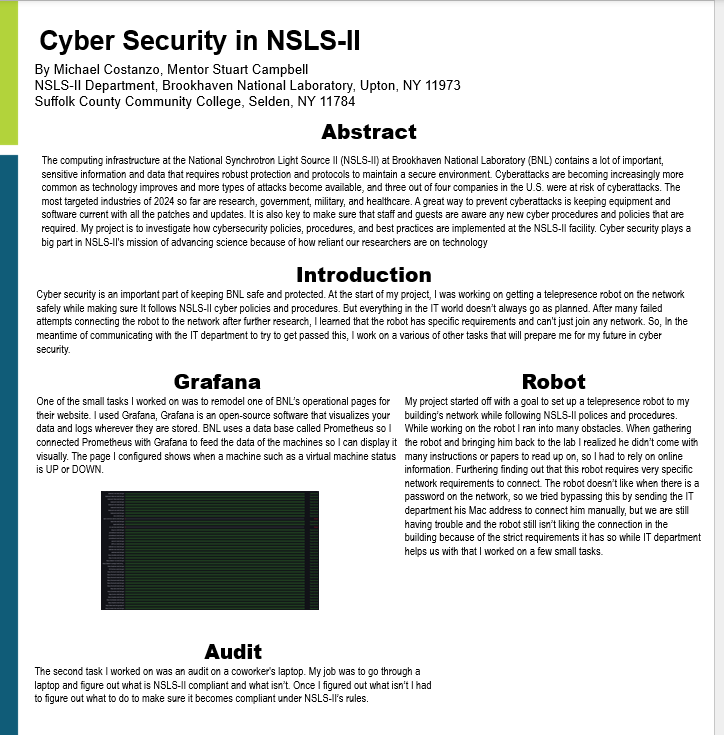 Cyber Security in NSLS-II
By Michael Costanzo, Mentor Stuart Campbell
NSLS-II Department, Brookhaven National Laboratory, Upton, NY 11973
Suffolk County Community College, Selden, NY 11784
Abstract
The computing infrastructure at the National Synchrotron Light Source II (NSLS-II) at Brookhaven National Laboratory (BNL) contains a lot of important,
sensitive information and data that requires robust protection and protocols to maintain a secure environment. Cyberattacks are becoming increasingly more
common as technology improves and more types of attacks become available, and three out of four companies in the U.S. were at risk of cyberattacks. The
most targeted industries of 2024 so far are research, government, military, and healthcare. A great way to prevent cyberattacks is keeping equipment and
software current with all the patches and updates. It is also key to make sure that staff and guests are aware any new cyber procedures and policies that are
required. My project is to investigate how cybersecurity policies, procedures, and best practices are implemented at the NSLS-II facility. Cyber security plays a
big part in NSLS-II's mission of advancing science because of how reliant our researchers are on technology
Introduction
Cyber security is an important part of keeping BNL safe and protected. At the start of my project, I was working on getting a telepresence robot on the network
safely while making sure It follows NSLS-II cyber policies and procedures. But everything in the IT world doesn't always go as planned. After many failed
attempts connecting the robot to the network after further research, I learned that the robot has specific requirements and can't just join any network. So, In the
meantime of communicating with the IT department to try to get passed this, I work on a various of other tasks that will prepare me for my future in cyber
security.
Grafana
One of the small tasks I worked on was to remodel one of BNL's operational pages for
their website. I used Grafana, Grafana is an open-source software that visualizes your
data and logs wherever they are stored. BNL uses a data base called Prometheus so I
connected Prometheus with Grafana to feed the data of the machines so I can display it
visually. The page I configured shows when a machine such as a virtual machine status
is UP or DOWN.
Robot
My project started off with a goal to set up a telepresence robot to my
building's network while following NSLS-II polices and procedures.
While working on the robot I ran into many obstacles. When gathering
the robot and bringing him back to the lab I realized he didn't come with
many instructions or papers to read up on, so I had to rely on online
information. Furthering finding out that this robot requires very specific
network requirements to connect. The robot doesn't like when there is a
password on the network, so we tried bypassing this by sending the IT
department his Mac address to connect him manually, but we are still
having trouble and the robot still isn't liking the connection in the
building because of the strict requirements it has so while IT department
helps us with that I worked on a few small tasks.
Audit
The second task I worked on was an audit on a coworker's laptop. My job was to go through a
laptop and figure out what is NSLS-II compliant and what isn't. Once I figured out what isn't I had
to figure out what to do to make sure it becomes compliant under NSLS-II's rules.